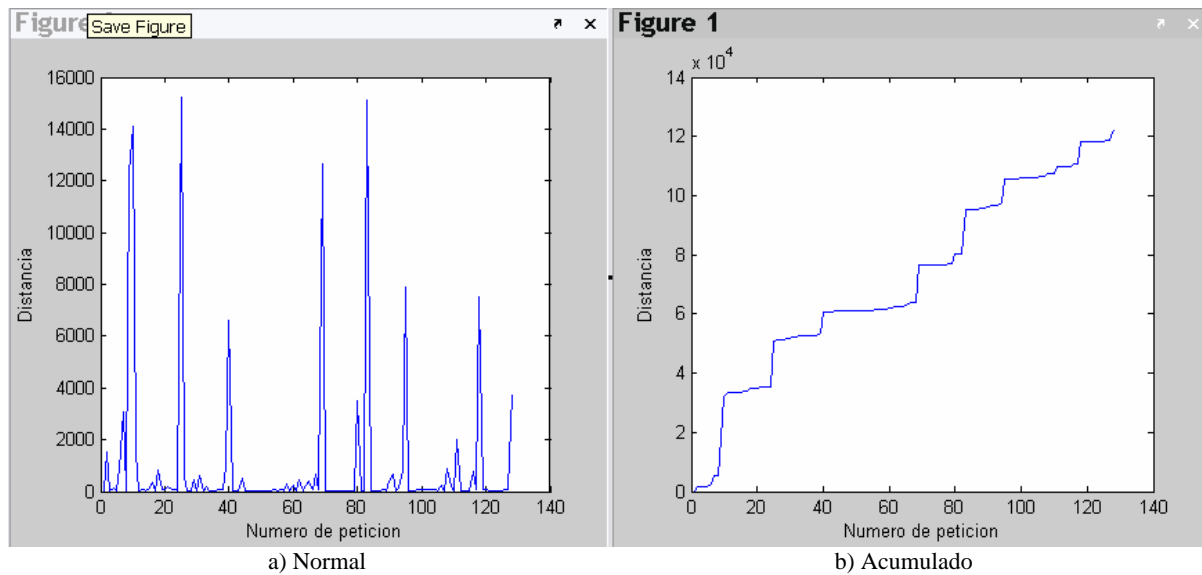 Figure
Save Figure
16000
14000
12000
10000
8000
6000
4000
2000
0
0 20 40 60 80 100 120 140
Distancia
Numero de peticion
a) Normal
Figure 1
x 10^4
14
12
10
8
6
4
2
0
0 20 40 60 80 100 120 140
Distancia
Numero de peticion
b) Acumulado